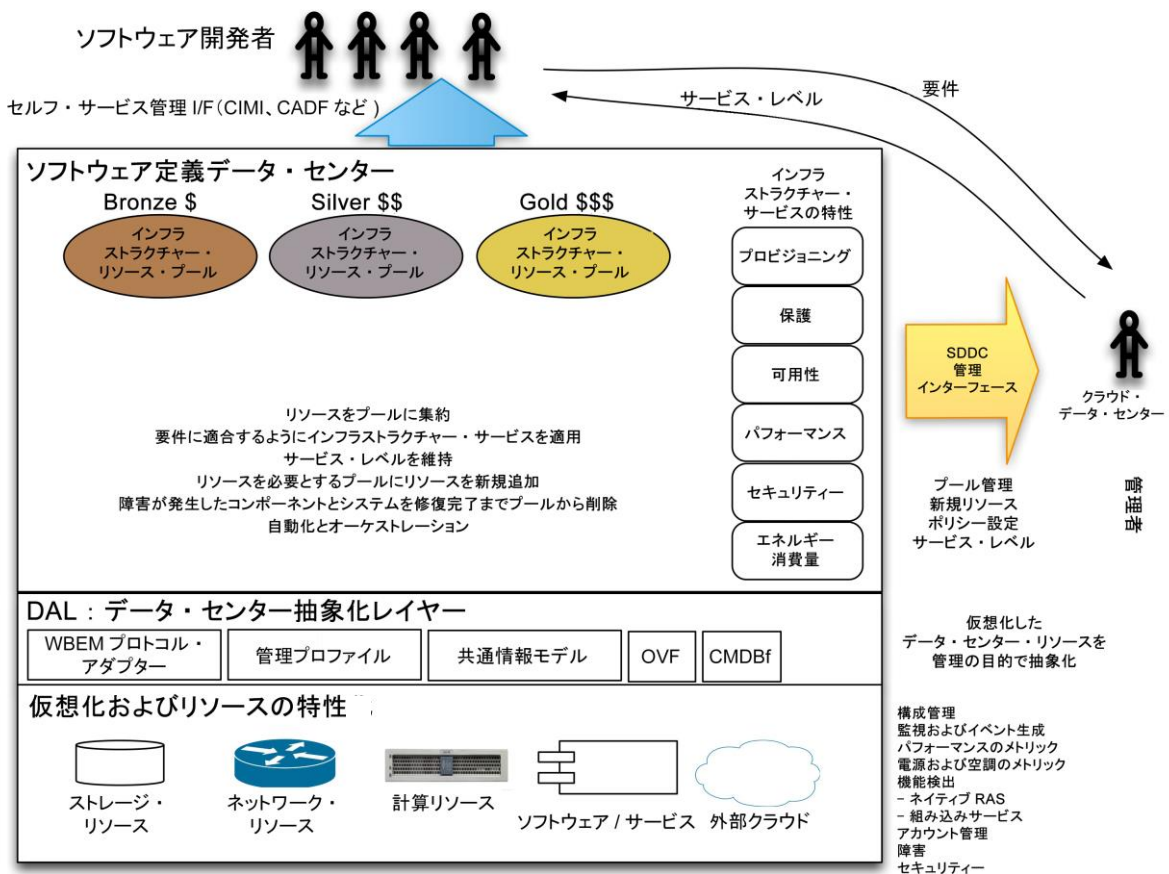 ソフトウェア開発者
セルフ・サービス管理 I/F（CIMI、CADF など )
サービス・レベル
要件
ソフトウェア定義データ・センター
Bronze $
インフラ
ストラクチャー・
リソース・プール
Silver $$
インフラ
ストラクチャー・
リソース・プール
Gold $$$
インフラ
ストラクチャー・
リソース・プール
インフラ
ストラクチャー・
サービスの特性
プロビジョニング
保護
可用性
パフォーマンス
セキュリティー
エネルギー
消費量
リソースをプールに集約
要件に適合するようにインフラストラクチャー・サービスを適用
サービス・レベルを維持
リソースを必要とするプールにリソースを新規追加
障害が発生したコンポーネントとシステムを修復完了までプールから削除
自動化とオーケストレーション
SDDC
管理
インターフェース
クラウド・
データ・センター
管理者
プール管理
新規リソース
ポリシー設定
サービス・レベル
DAL：データ・センター抽象化レイヤー
WBEM プロトコル・
アダプター
管理プロファイル
共通情報モデル
OVF
CMDBf
仮想化した
データ・センター・リソースを
管理の目的で抽象化
仮想化およびリソースの特性
ストレージ・
リソース
ネットワーク・
リソース
計算リソース
ソフトウェア / サービス
外部クラウド
構成管理
監視およびイベント生成
パフォーマンスのメトリック
電源および空調のメトリック
機能検出
– ネイティブ RAS
– 組み込みサービス
アカウント管理
障害
セキュリティー